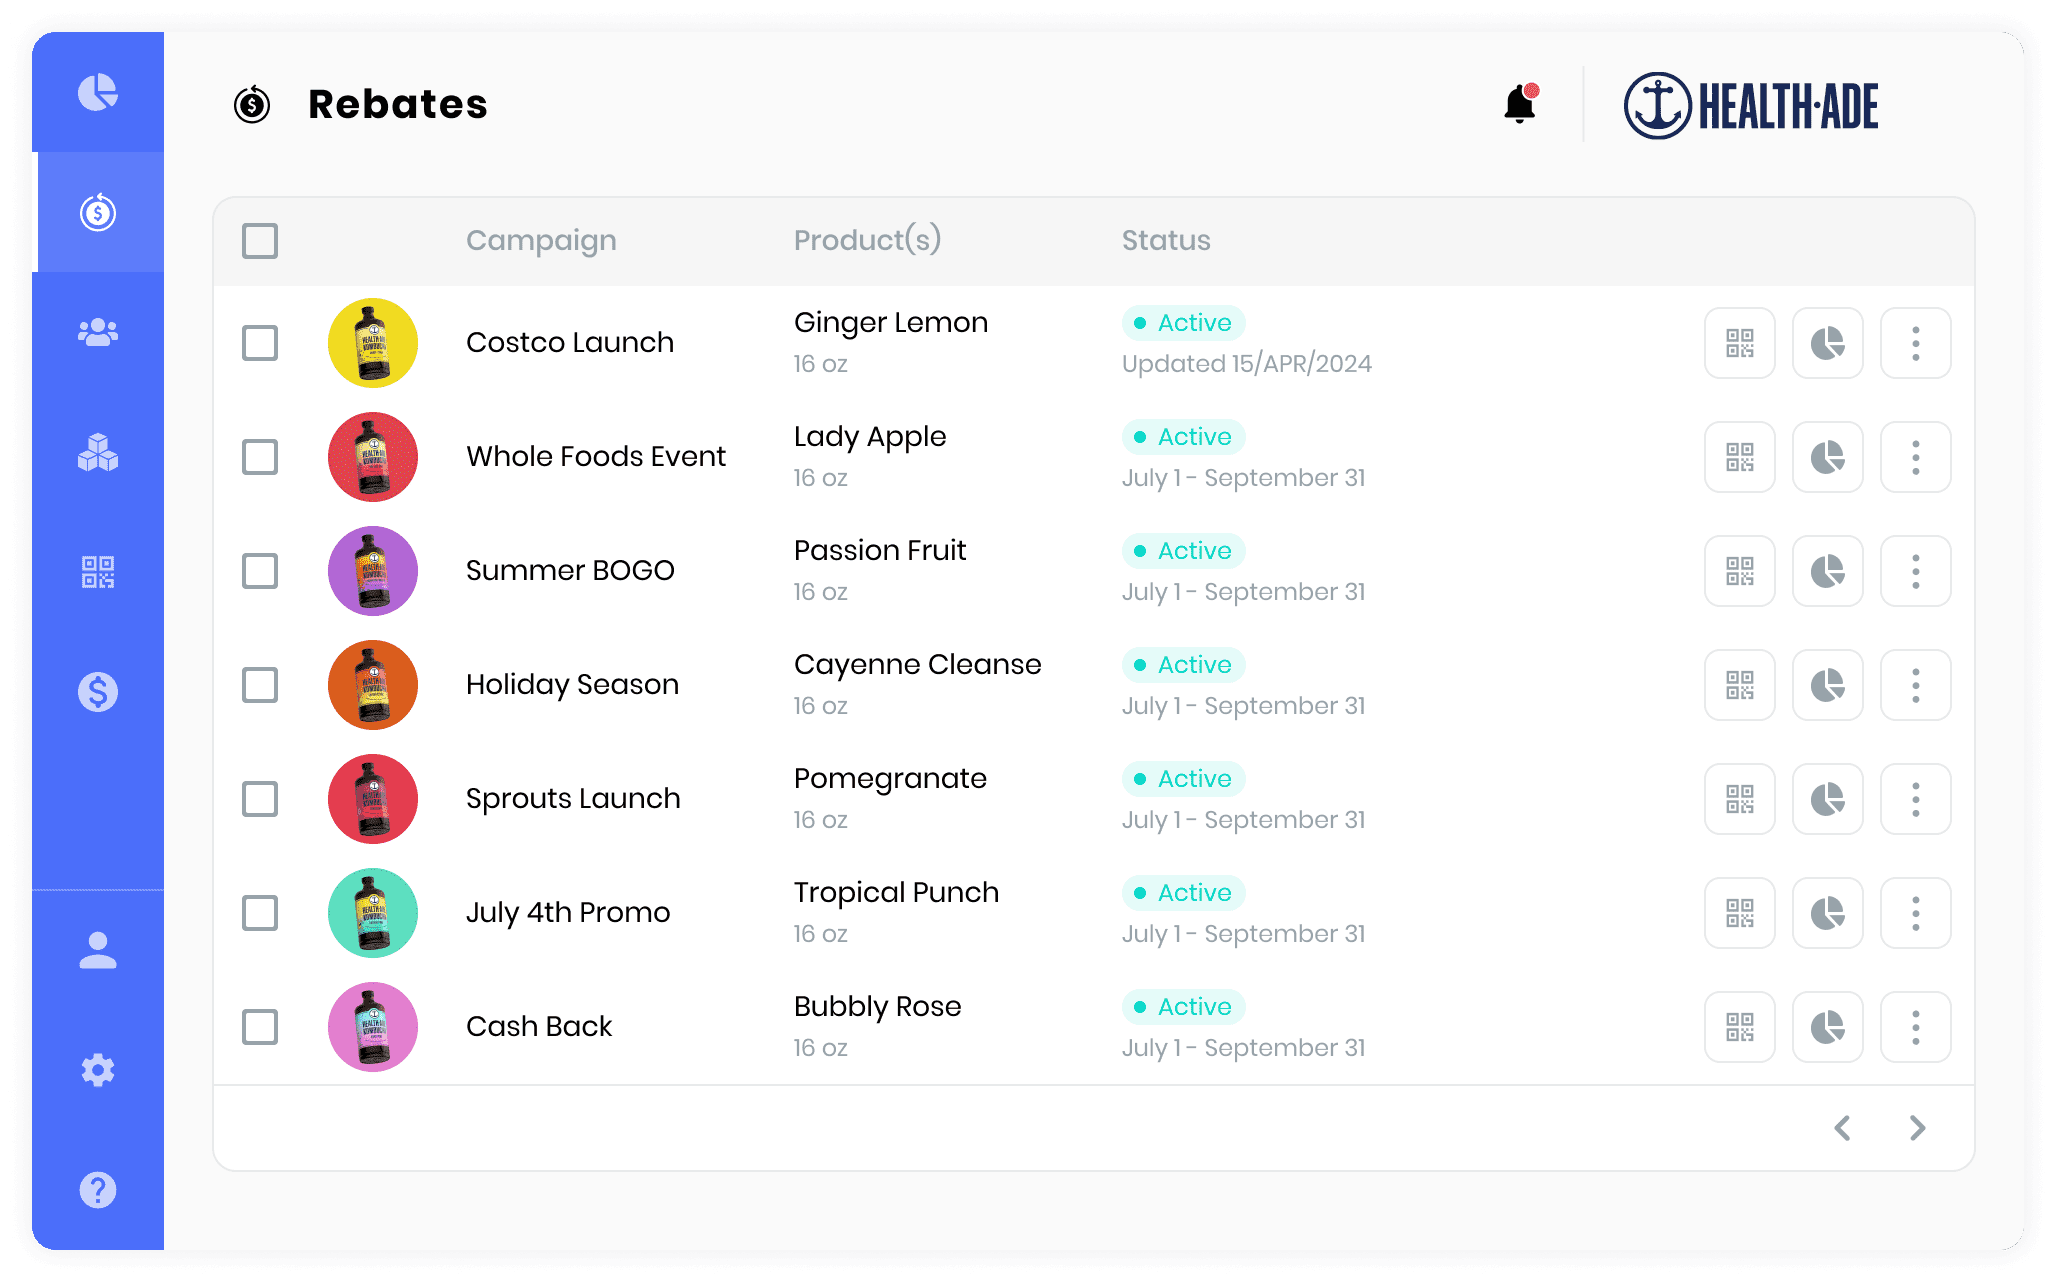 Rebates
HEALTH-ADE
Campaign Product(s) Status
Costco Launch
Ginger Lemon
16 oz
Active
Updated 15/APR/2024
Whole Foods Event
Lady Apple
16 oz
Active
July 1 - September 31
Summer BOGO
Passion Fruit
16 oz
Active
July 1 - September 31
Holiday Season
Cayenne Cleanse
16 oz
Active
July 1 - September 31
Sprouts Launch
Pomegranate
16 oz
Active
July 1 - September 31
July 4th Promo
Tropical Punch
16 oz
Active
July 1 - September 31
Cash Back
Bubbly Rose
16 oz
Active
July 1 - September 31